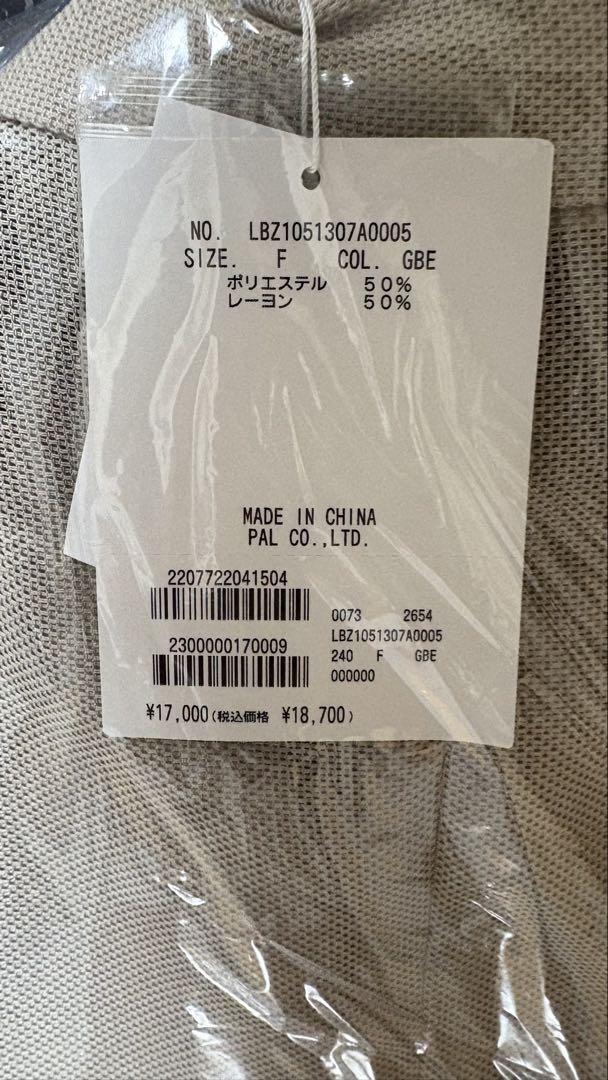 NO. LBZ1051307A0005
SIZE. F COL. GBE
ポリエステル 50%
レーヨン 50%
MADE IN CHINA
PAL CO.,LTD.
2207722041504
2300000170009
0073 2654
LBZ1051307A0005
240 F GBE
000000
¥17,000(税込価格 ¥18,700)